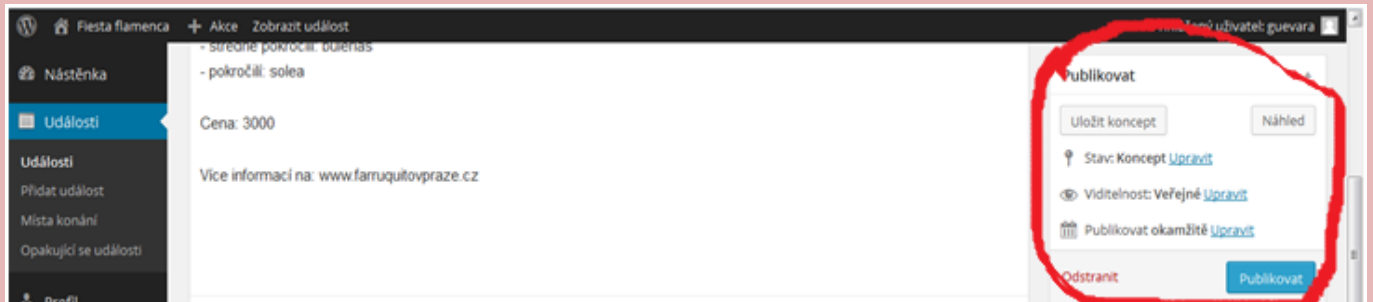 Fiesta flamenca + Akce Zobrazit událost uživatel: guevara
- středně pokročilí: bulerías
- pokročilí: solea
Cena: 3000
Více informací na: www.farruquitovpraze.cz
Nástěnka
Události
Události
Přidat událost
Místa konání
Opakující se události
Profil
Publikovat
Uložit koncept Náhled
Stav: Koncept Upravit
Viditelnost: Veřejné Upravit
Publikovat okamžitě Upravit
Odstranit Publikovat